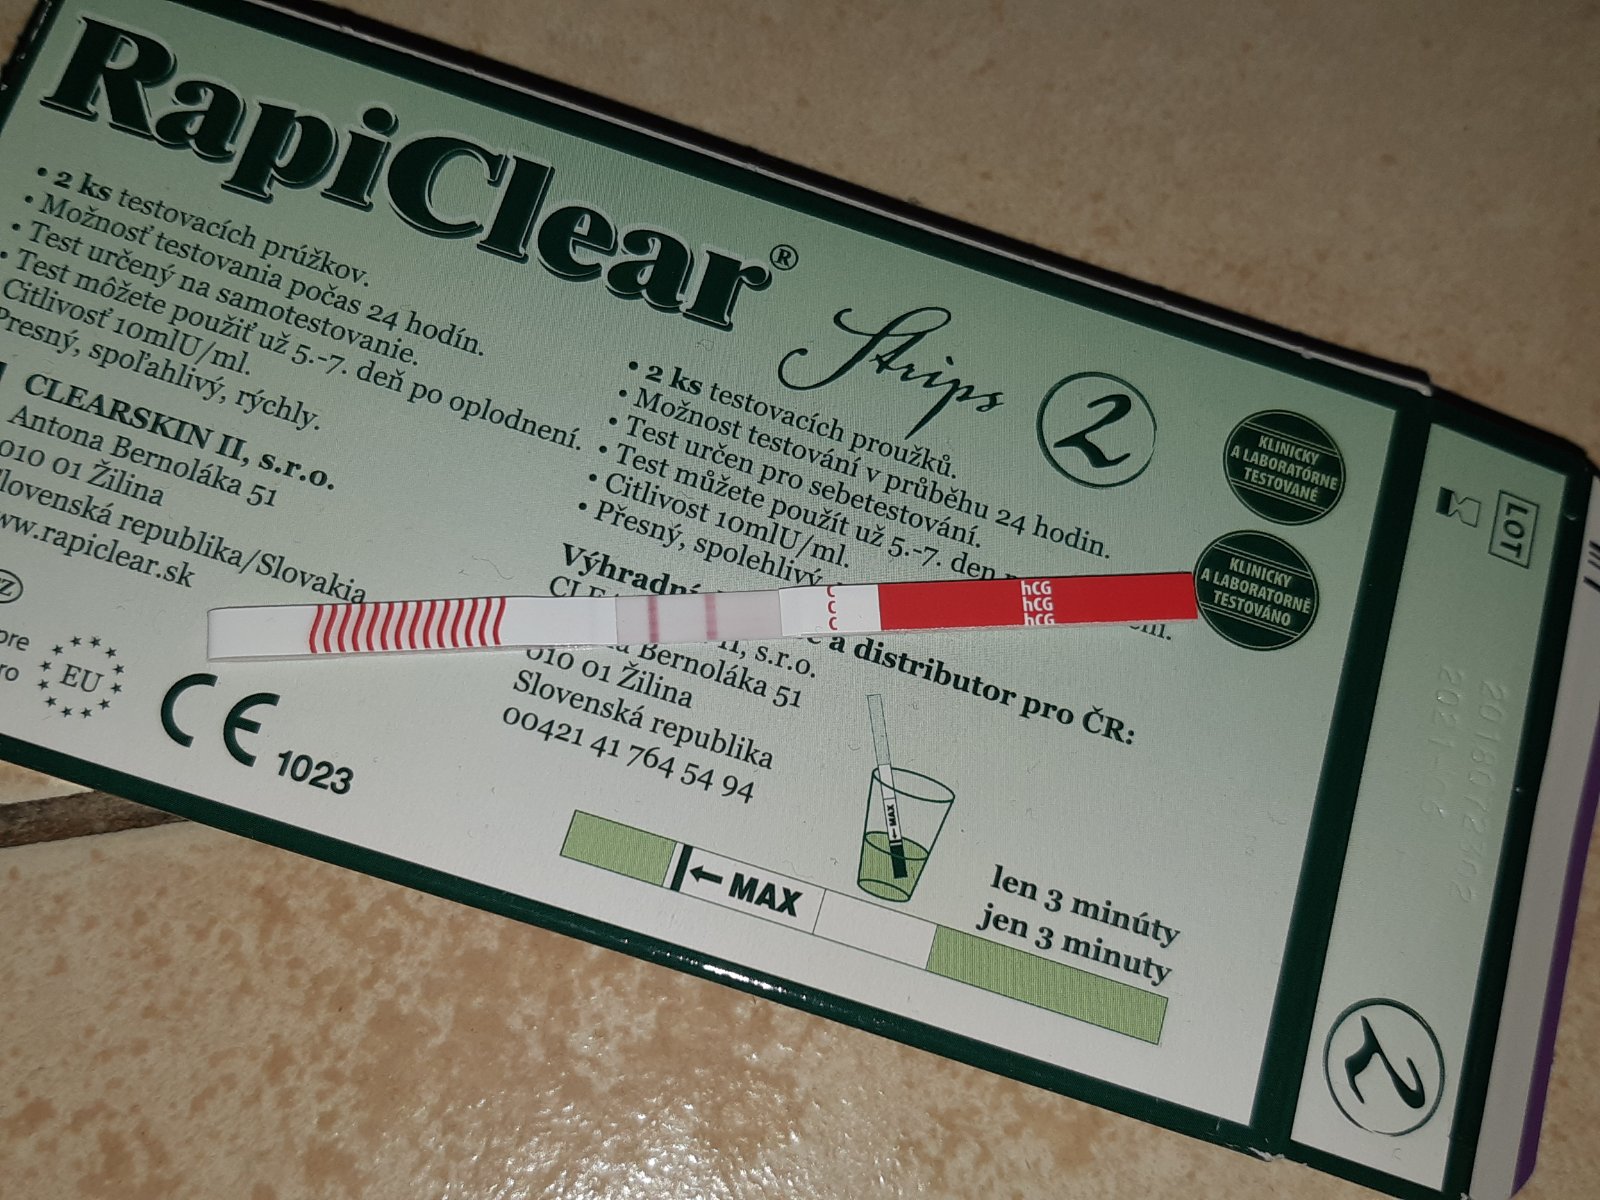 RapiClear®
Strips 2
• 2 ks testovacích prúžkov.
• Možnosť testovania počas 24 hodín.
• Test určený na samotestovanie.
• Test môžete použiť už 5.-7. deň po oplodnení.
Citlivosť 10mlU/ml.
Presný, spoľahlivý, rýchly.
CLEARSKIN II, s.r.o.
Antona Bernoláka 51
010 01 Žilina
Slovenská republika/Slovakia
www.rapiclear.sk
EU
CE 1023
• 2 ks testovacích proužků.
• Možnost testování v průběhu 24 hodin.
• Test určen pro sebetestování.
• Test můžete použít už 5.-7. den
• Citlivost 10mlU/ml.
• Přesný, spolehlivý,
Výhradní
a distributor pro ČR:
II, s.r.o.
Bernoláka 51
010 01 Žilina
Slovenská republika
00421 41 764 54 94
C
C
C
hCG
hCG
hCG
KLINICKY
A LABORATÓRNE
TESTOVANÉ
KLINICKY
A LABORATORNĚ
TESTOVÁNO
← MAX
← MAX
len 3 minúty
jen 3 minuty
LOT
2